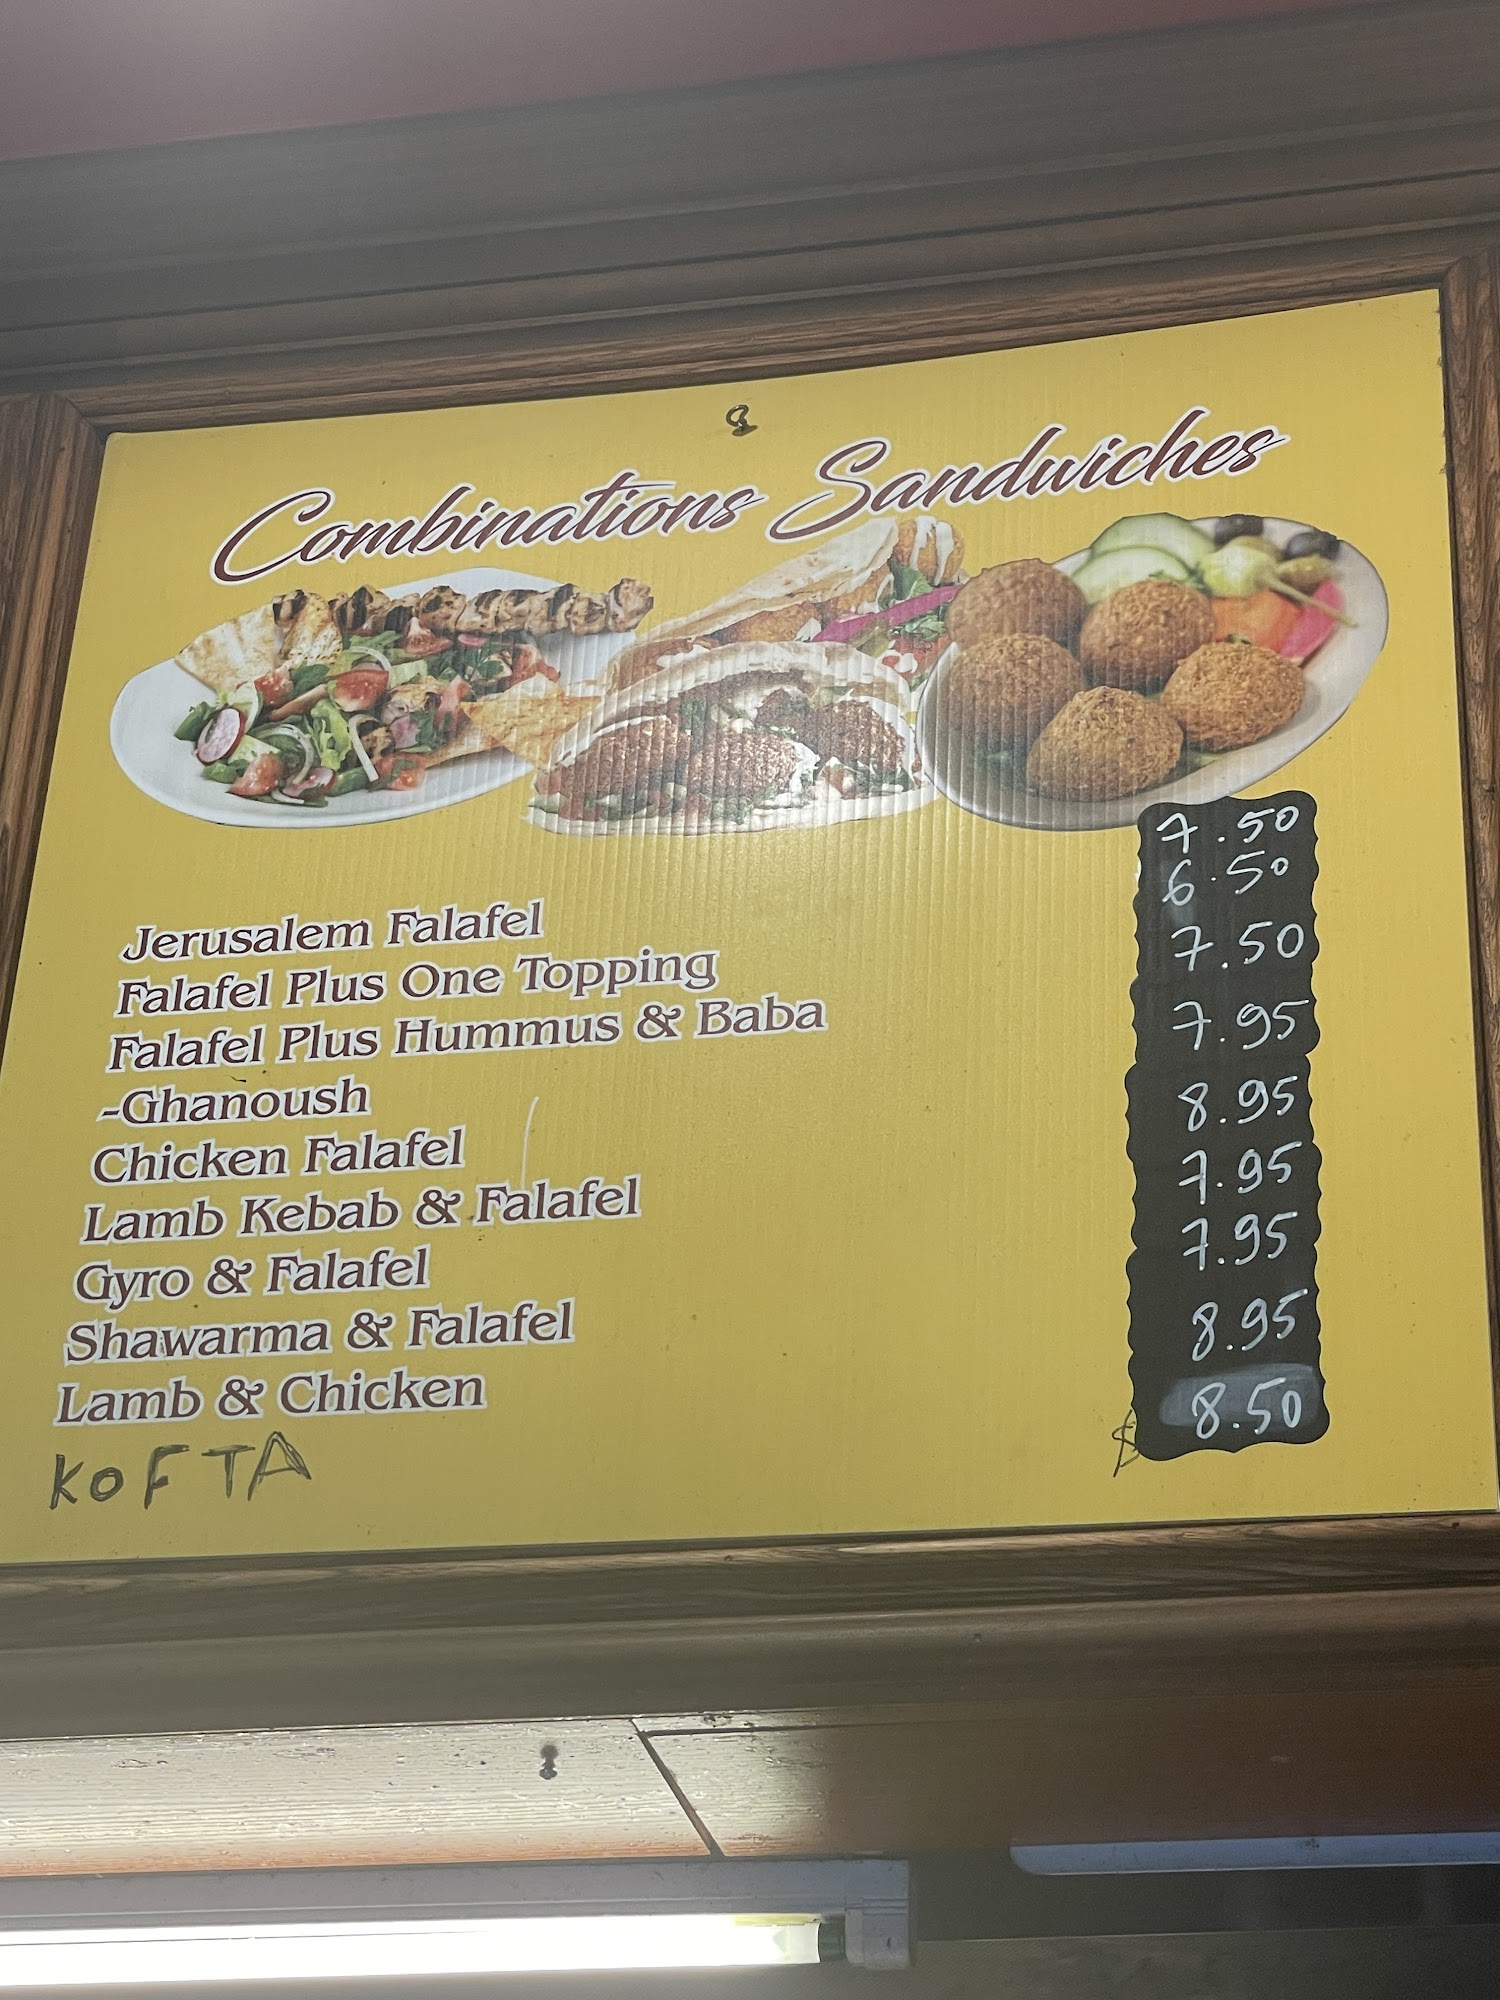 Combinations Sandwiches
7.50
6.50
Jerusalem Falafel
Falafel Plus One Topping 7.50
Falafel Plus Hummus & Baba 7.95
-Ghanoush
Chicken Falafel 8.95
Lamb Kebab & Falafel 7.95
Gyro & Falafel 7.95
Shawarma & Falafel 8.95
Lamb & Chicken 8.50
KOFTA $